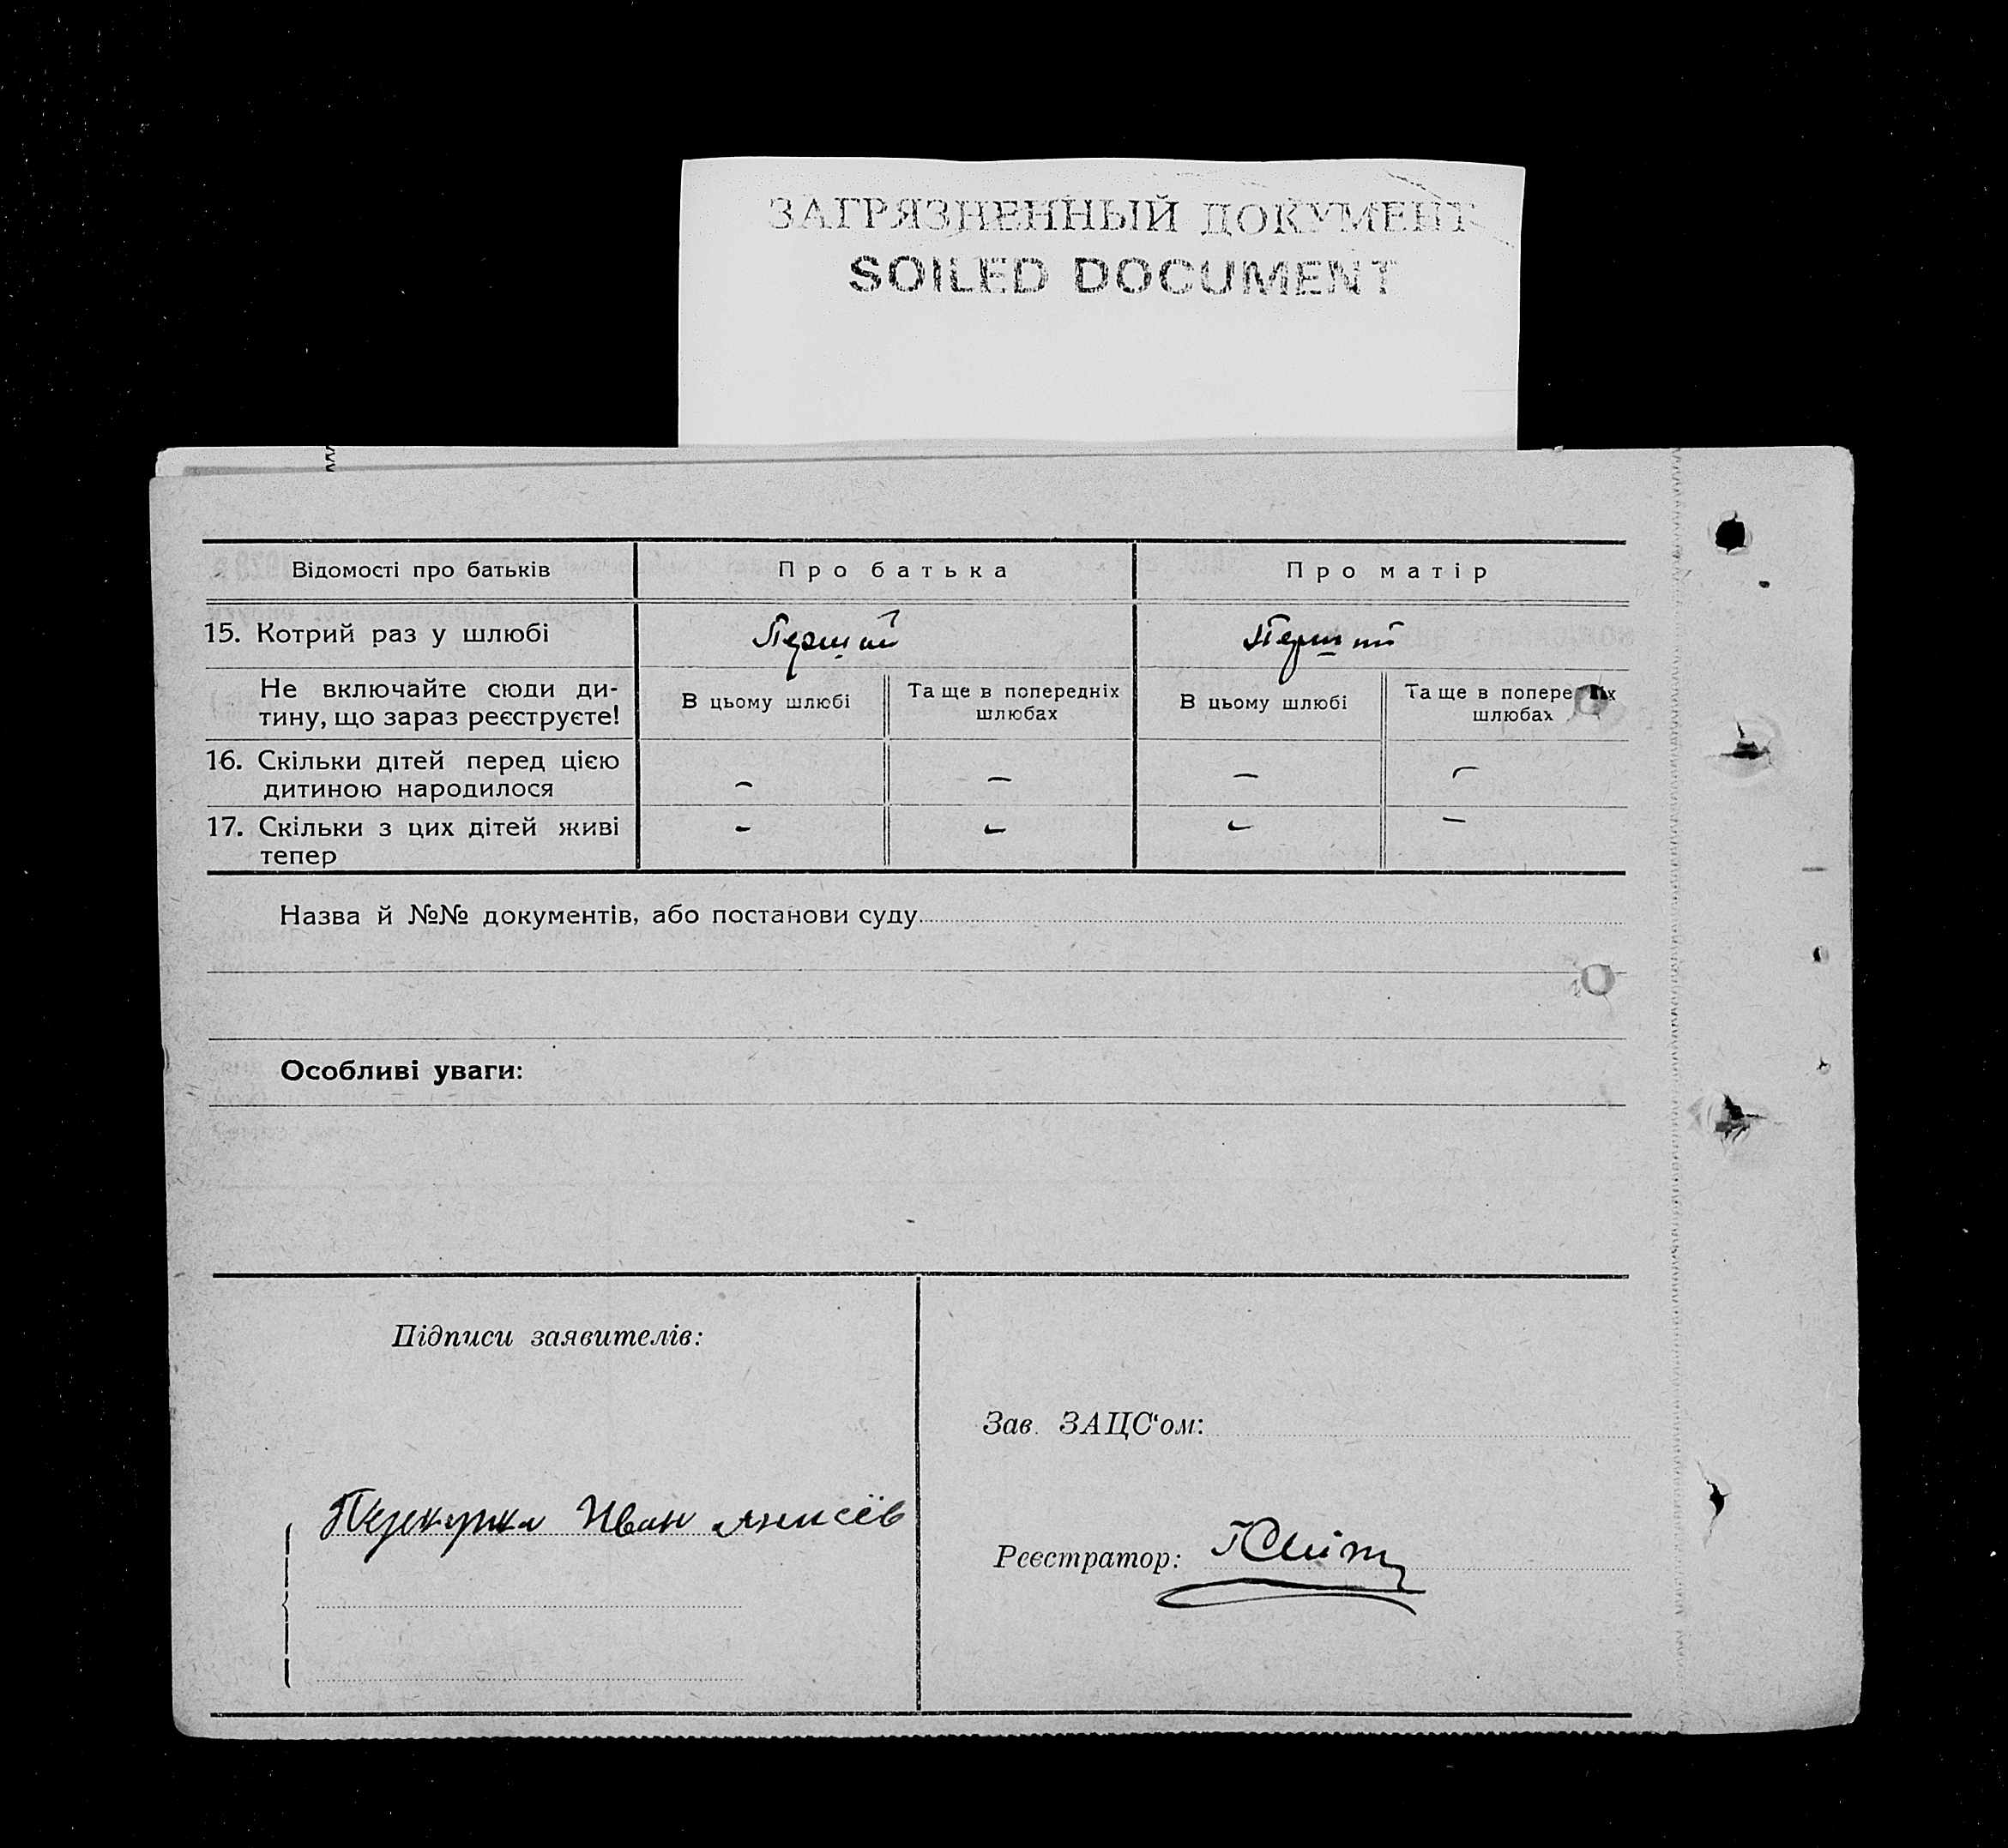 ЗАГРЯЗНЕННЫЙ ДОКУМЕНТ
SOILED DOCUMENT
Відомості про батьків Про батька Про матір
15. Котрий раз у шлюбі Перший Перший
Не включайте сюди ди-
тину, що зараз реєструєте!
В цьому шлюбі
Та ще в попередніх
шлюбах
В цьому шлюбі
Та ще в попередніх
шлюбах
16. Скільки дітей перед цією
дитиною народилося
– – – –
17. Скільки з цих дітей живі
тепер
– – – –
Назва й №№ документів, або постанови суду
Особливі уваги:
Підписи заявителів:
Иван
Зав. ЗАЦС‘ом:
Реєстратор: